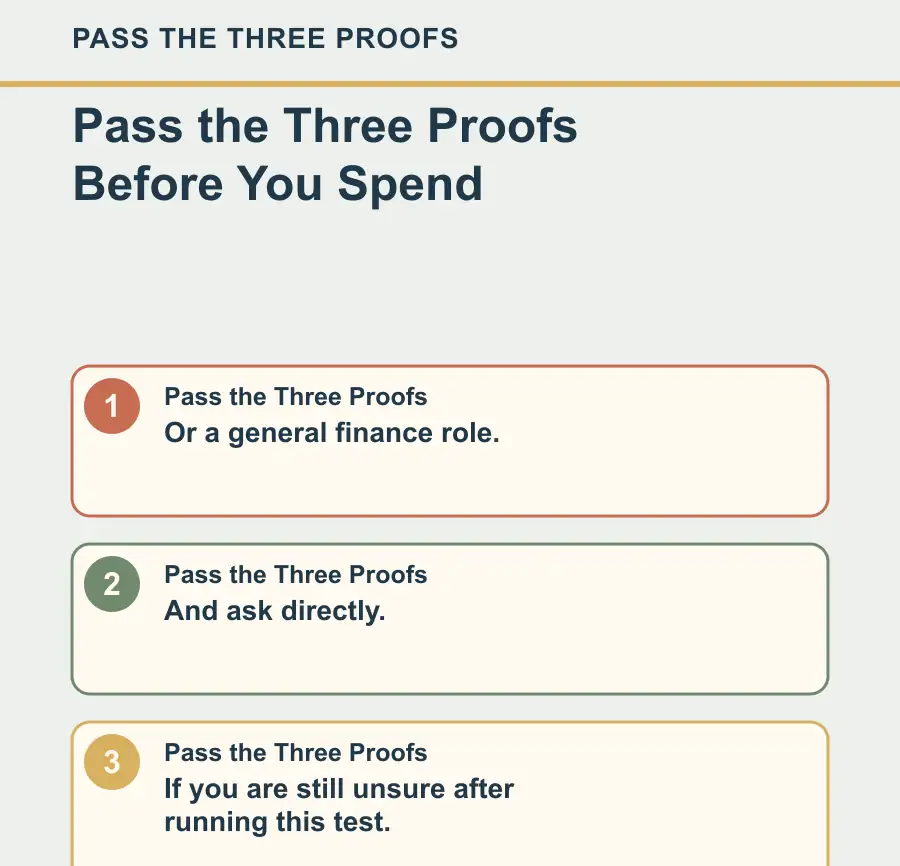 PASS THE THREE PROOFS
Pass the Three Proofs
Before You Spend
1
Pass the Three Proofs
Or a general finance role.
2
Pass the Three Proofs
And ask directly.
3
Pass the Three Proofs
If you are still unsure after
running this test.